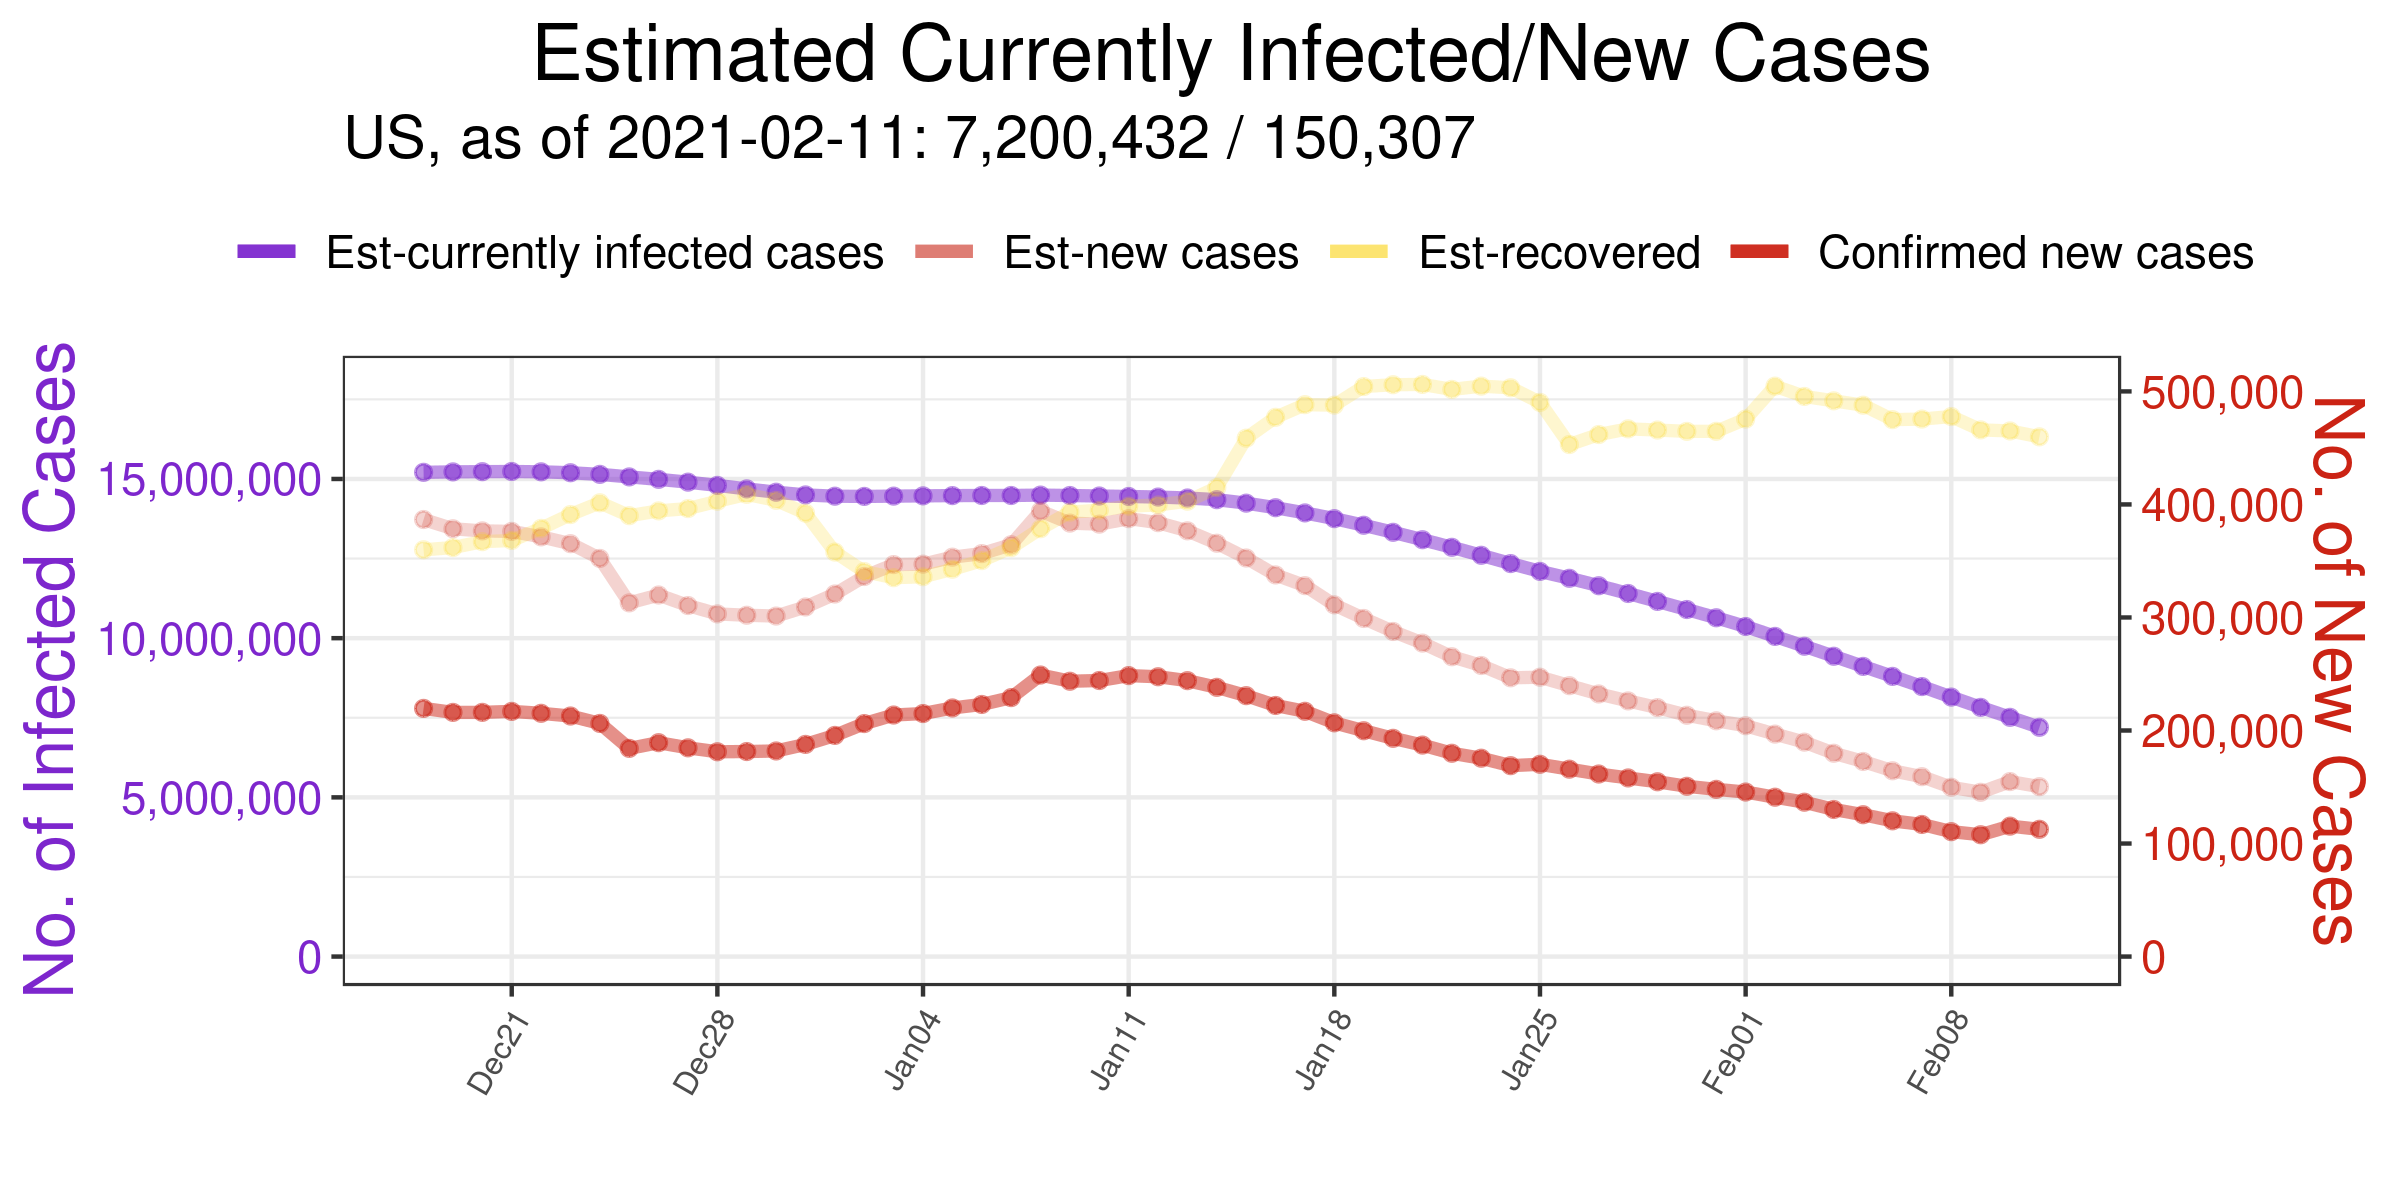 Estimated Currently Infected/New Cases
US, as of 2021-02-11: 7,200,432 / 150,307
Est-currently infected cases Est-new cases Est-recovered Confirmed new cases
No. of Infected Cases
15,000,000
10,000,000
5,000,000
0
500,000
400,000
300,000
200,000
100,000
0
No. of New Cases
Dec21 Dec28 Jan04 Jan11 Jan18 Jan25 Feb01 Feb08